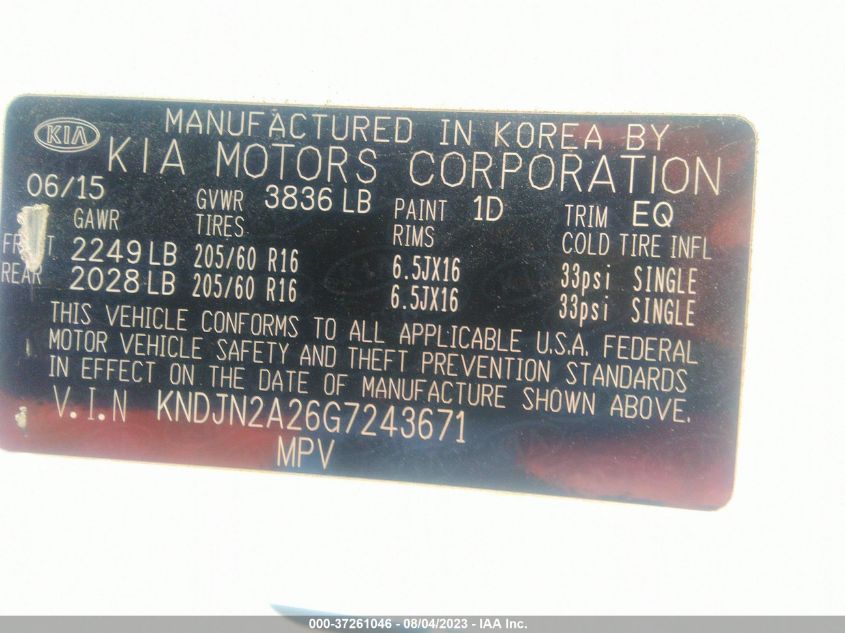 KIA
MANUFACTURED IN KOREA BY
KIA MOTORS CORPORATION
06/15 GVWR 3836 LB PAINT 1D TRIM EQ
GAWR TIRES RIMS COLD TIRE INFL
2249 LB 205/60 R16 6.5JX16 33psi SINGLE
REAR 2028 LB 205/60 R16 6.5JX16 33psi SINGLE
THIS VEHICLE CONFORMS TO ALL APPLICABLE U.S.A. FEDERAL
MOTOR VEHICLE SAFETY AND THEFT PREVENTION STANDARDS
IN EFFECT ON THE DATE OF MANUFACTURE SHOWN ABOVE.
V.I.N KNDJN2A26G7243671
MPV
000-37261046 - 08/04/2023 - IAA Inc.